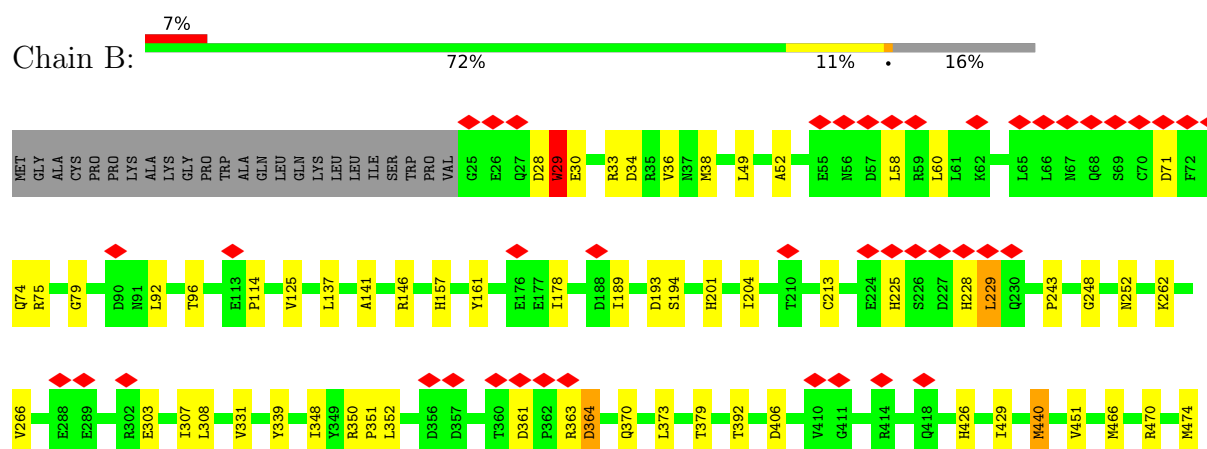 7%
Chain B:
72% 11% • 16%
MET GLY ALA CYS PRO PRO LYS ALA LYS GLY PRO TRP ALA GLN LEU GLN LYS LEU LEU ILE SER TRP PRO VAL G25 E26 Q27 D28 W29 E30 R33 D34 R35 V36 N37 M38 L49 A52 E55 N56 D57 L58 R59 L60 L61 K62 L65 L66 N67 Q68 S69 C70 D71 F72
Q74 R75 G79 D90 N91 L92 T96 E113 P114 V125 L137 A141 R146 H157 Y161 E176 E177 I178 D188 I189 D193 S194 H201 I204 T210 C213 E224 H225 S226 D227 H228 L229 Q230 P243 G248 N252 K262
V266 E288 E289 R302 E303 I307 L308 V331 Y339 I348 Y349 R350 P351 L352 D356 D357 T360 D361 P362 R363 D364 Q370 L373 T379 T392 D406 V410 G411 R414 Q418 H426 I429 M440 V451 M466 R470 M474